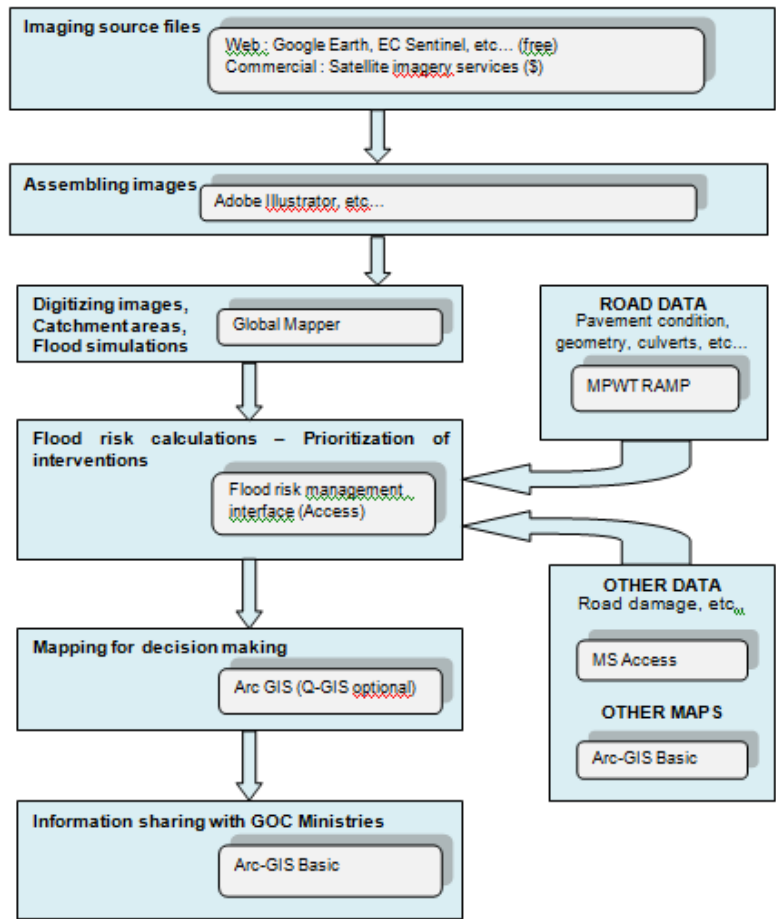 Imaging source files
Web : Google Earth, EC Sentinel, etc… (free)
Commercial : Satellite imagery services ($)
Assembling images
Adobe Illustrator, etc…
Digitizing images,
Catchment areas,
Flood simulations
Global Mapper
ROAD DATA
Pavement condition,
geometry, culverts, etc…
MPWT RAMP
Flood risk calculations – Prioritization of
interventions
Flood risk management
interface (Access)
OTHER DATA
Road damage, etc…
MS Access
OTHER MAPS
Arc-GIS Basic
Mapping for decision making
Arc GIS (Q-GIS optional)
Information sharing with GOC Ministries
Arc-GIS Basic